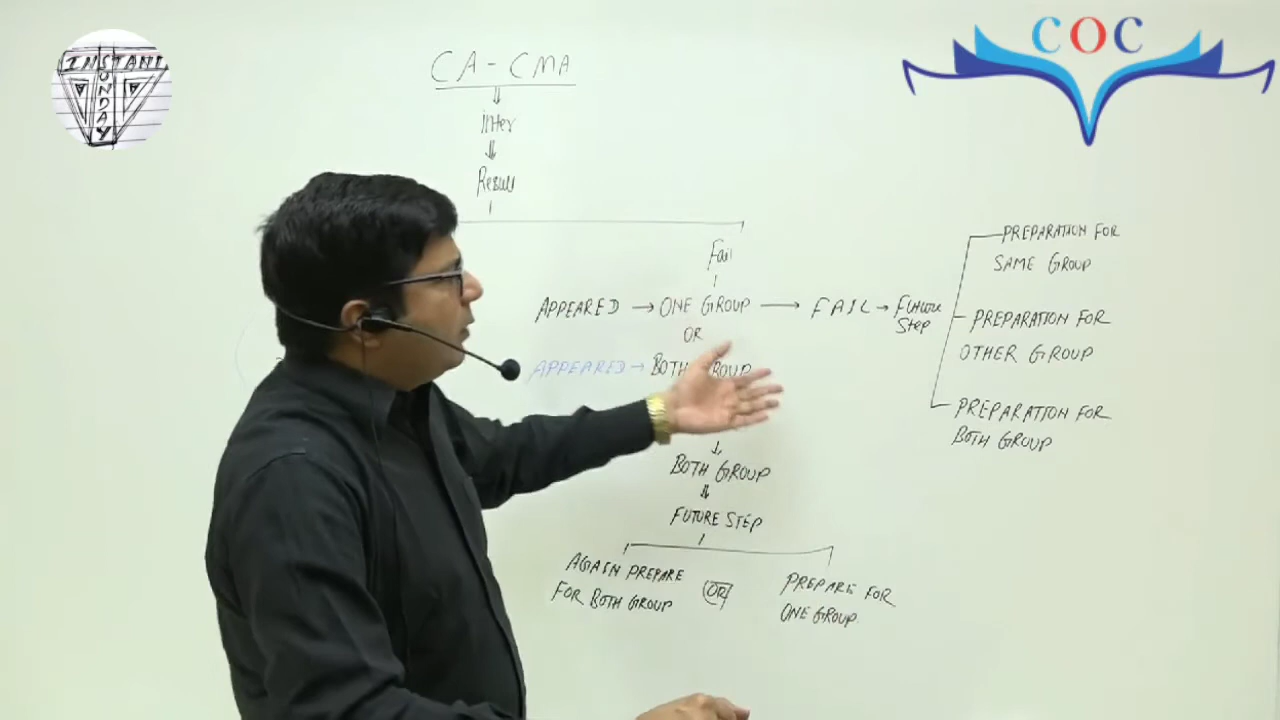 INSTANT
SUNDAY
COC
CA - CMA
Inter
Result
Fail
APPEARED → ONE GROUP → FAIL → Future Step
OR
APPEARED → BOTH GROUP
PREPARATION FOR
SAME GROUP
PREPARATION FOR
OTHER GROUP
PREPARATION FOR
BOTH GROUP
BOTH GROUP
FUTURE STEP
AGAIN PREPARE
FOR BOTH GROUP
OR
PREPARE FOR
ONE GROUP.